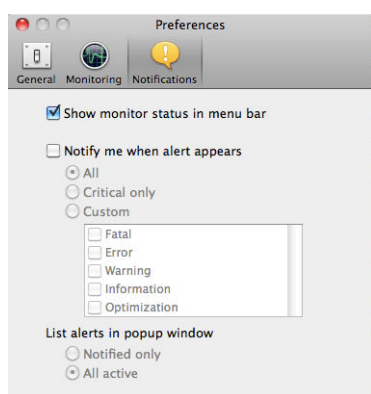 Preferences
General Monitoring Notifications
Show monitor status in menu bar
Notify me when alert appears
All
Critical only
Custom
Fatal
Error
Warning
Information
Optimization
List alerts in popup window
Notified only
All active